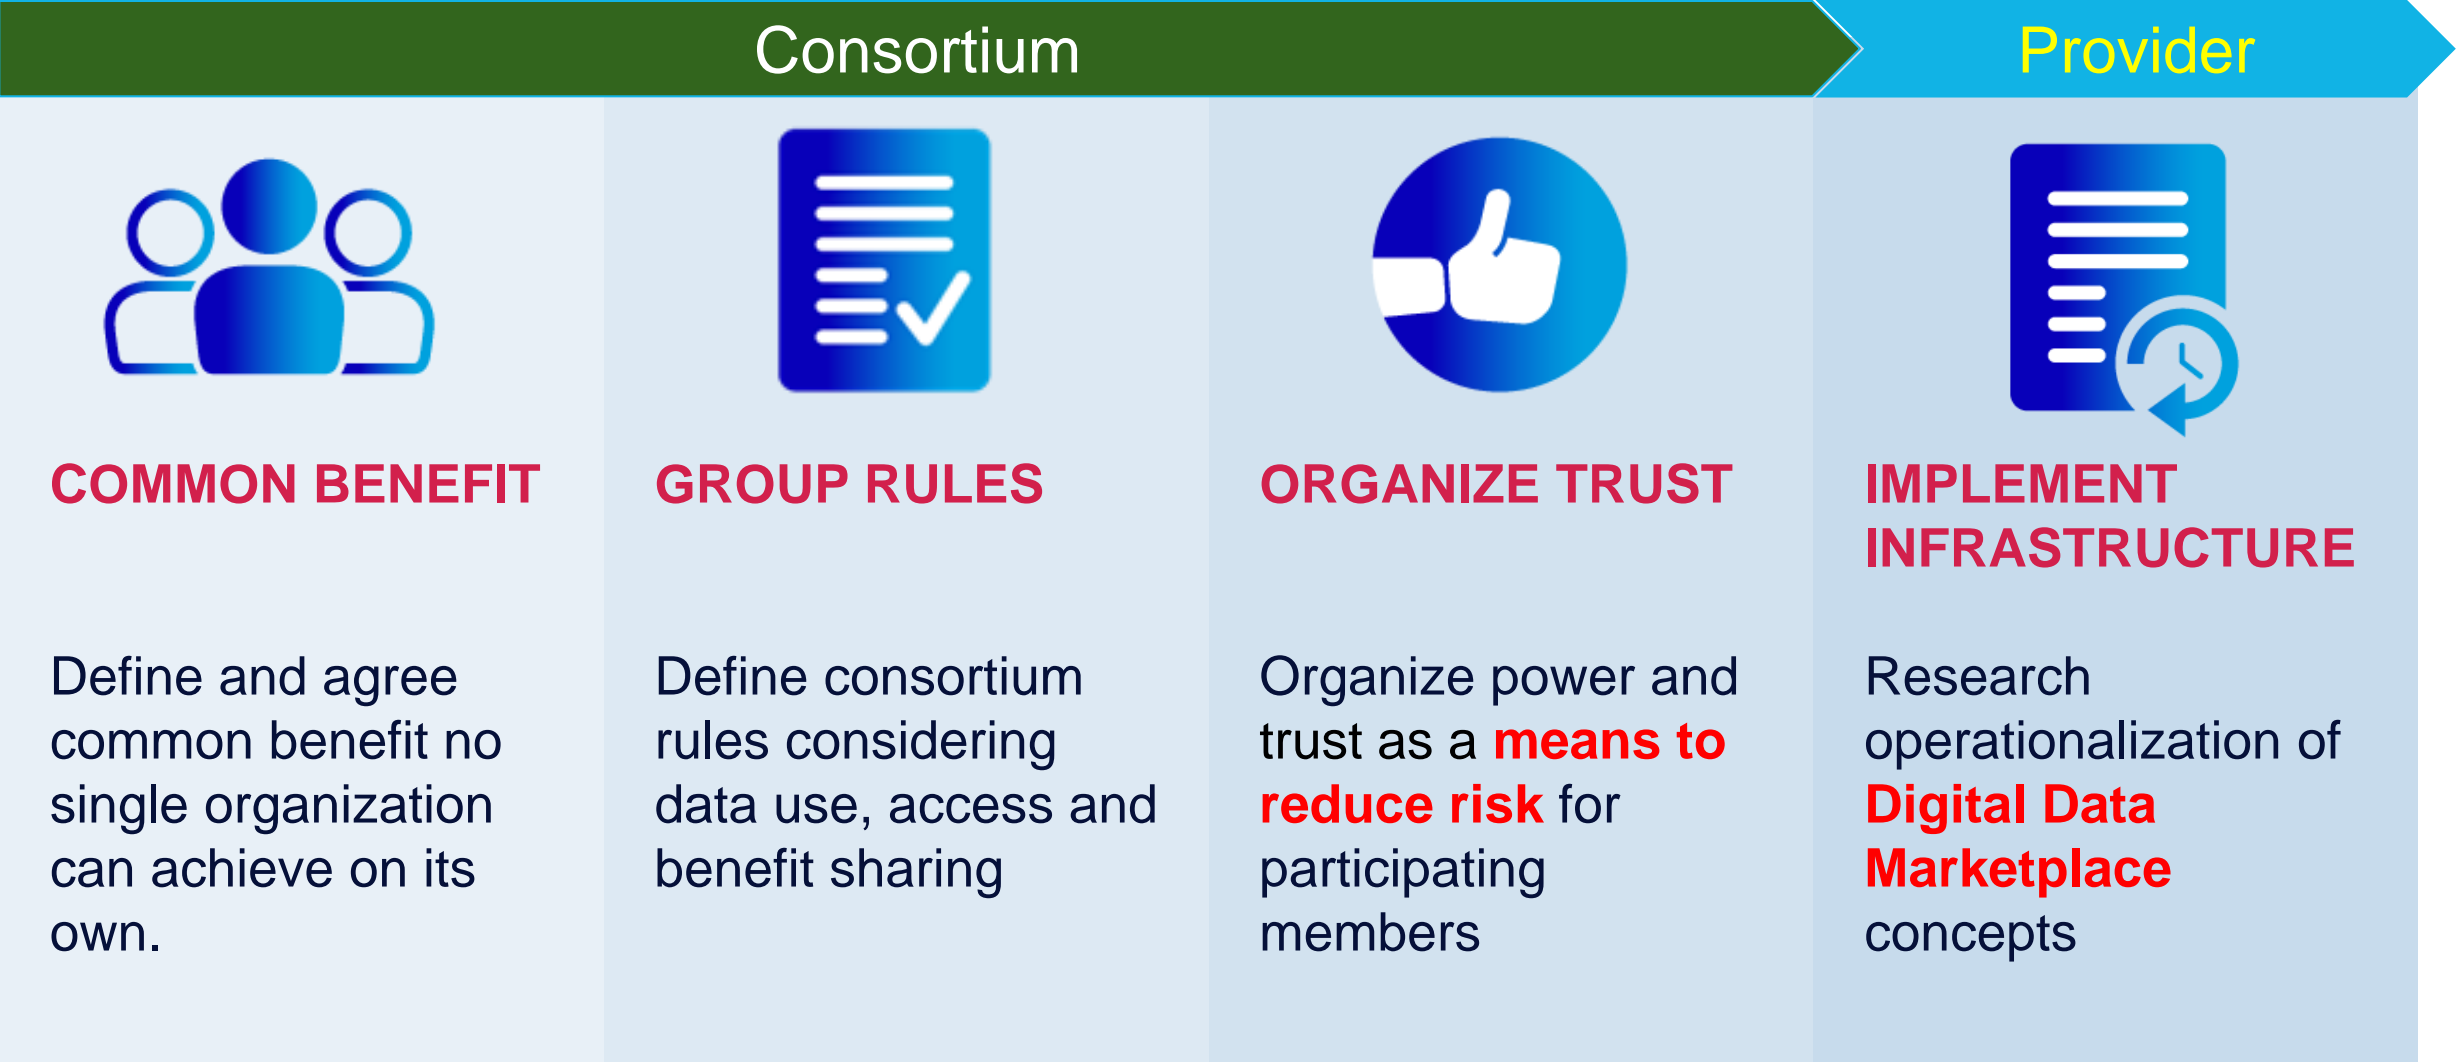 Consortium
Provider
COMMON BENEFIT
Define and agree
common benefit no
single organization
can achieve on its
own.
GROUP RULES
Define consortium
rules considering
data use, access and
benefit sharing
ORGANIZE TRUST
Organize power and
trust as a means to
reduce risk for
participating
members
IMPLEMENT
INFRASTRUCTURE
Research
operationalization of
Digital Data
Marketplace
concepts